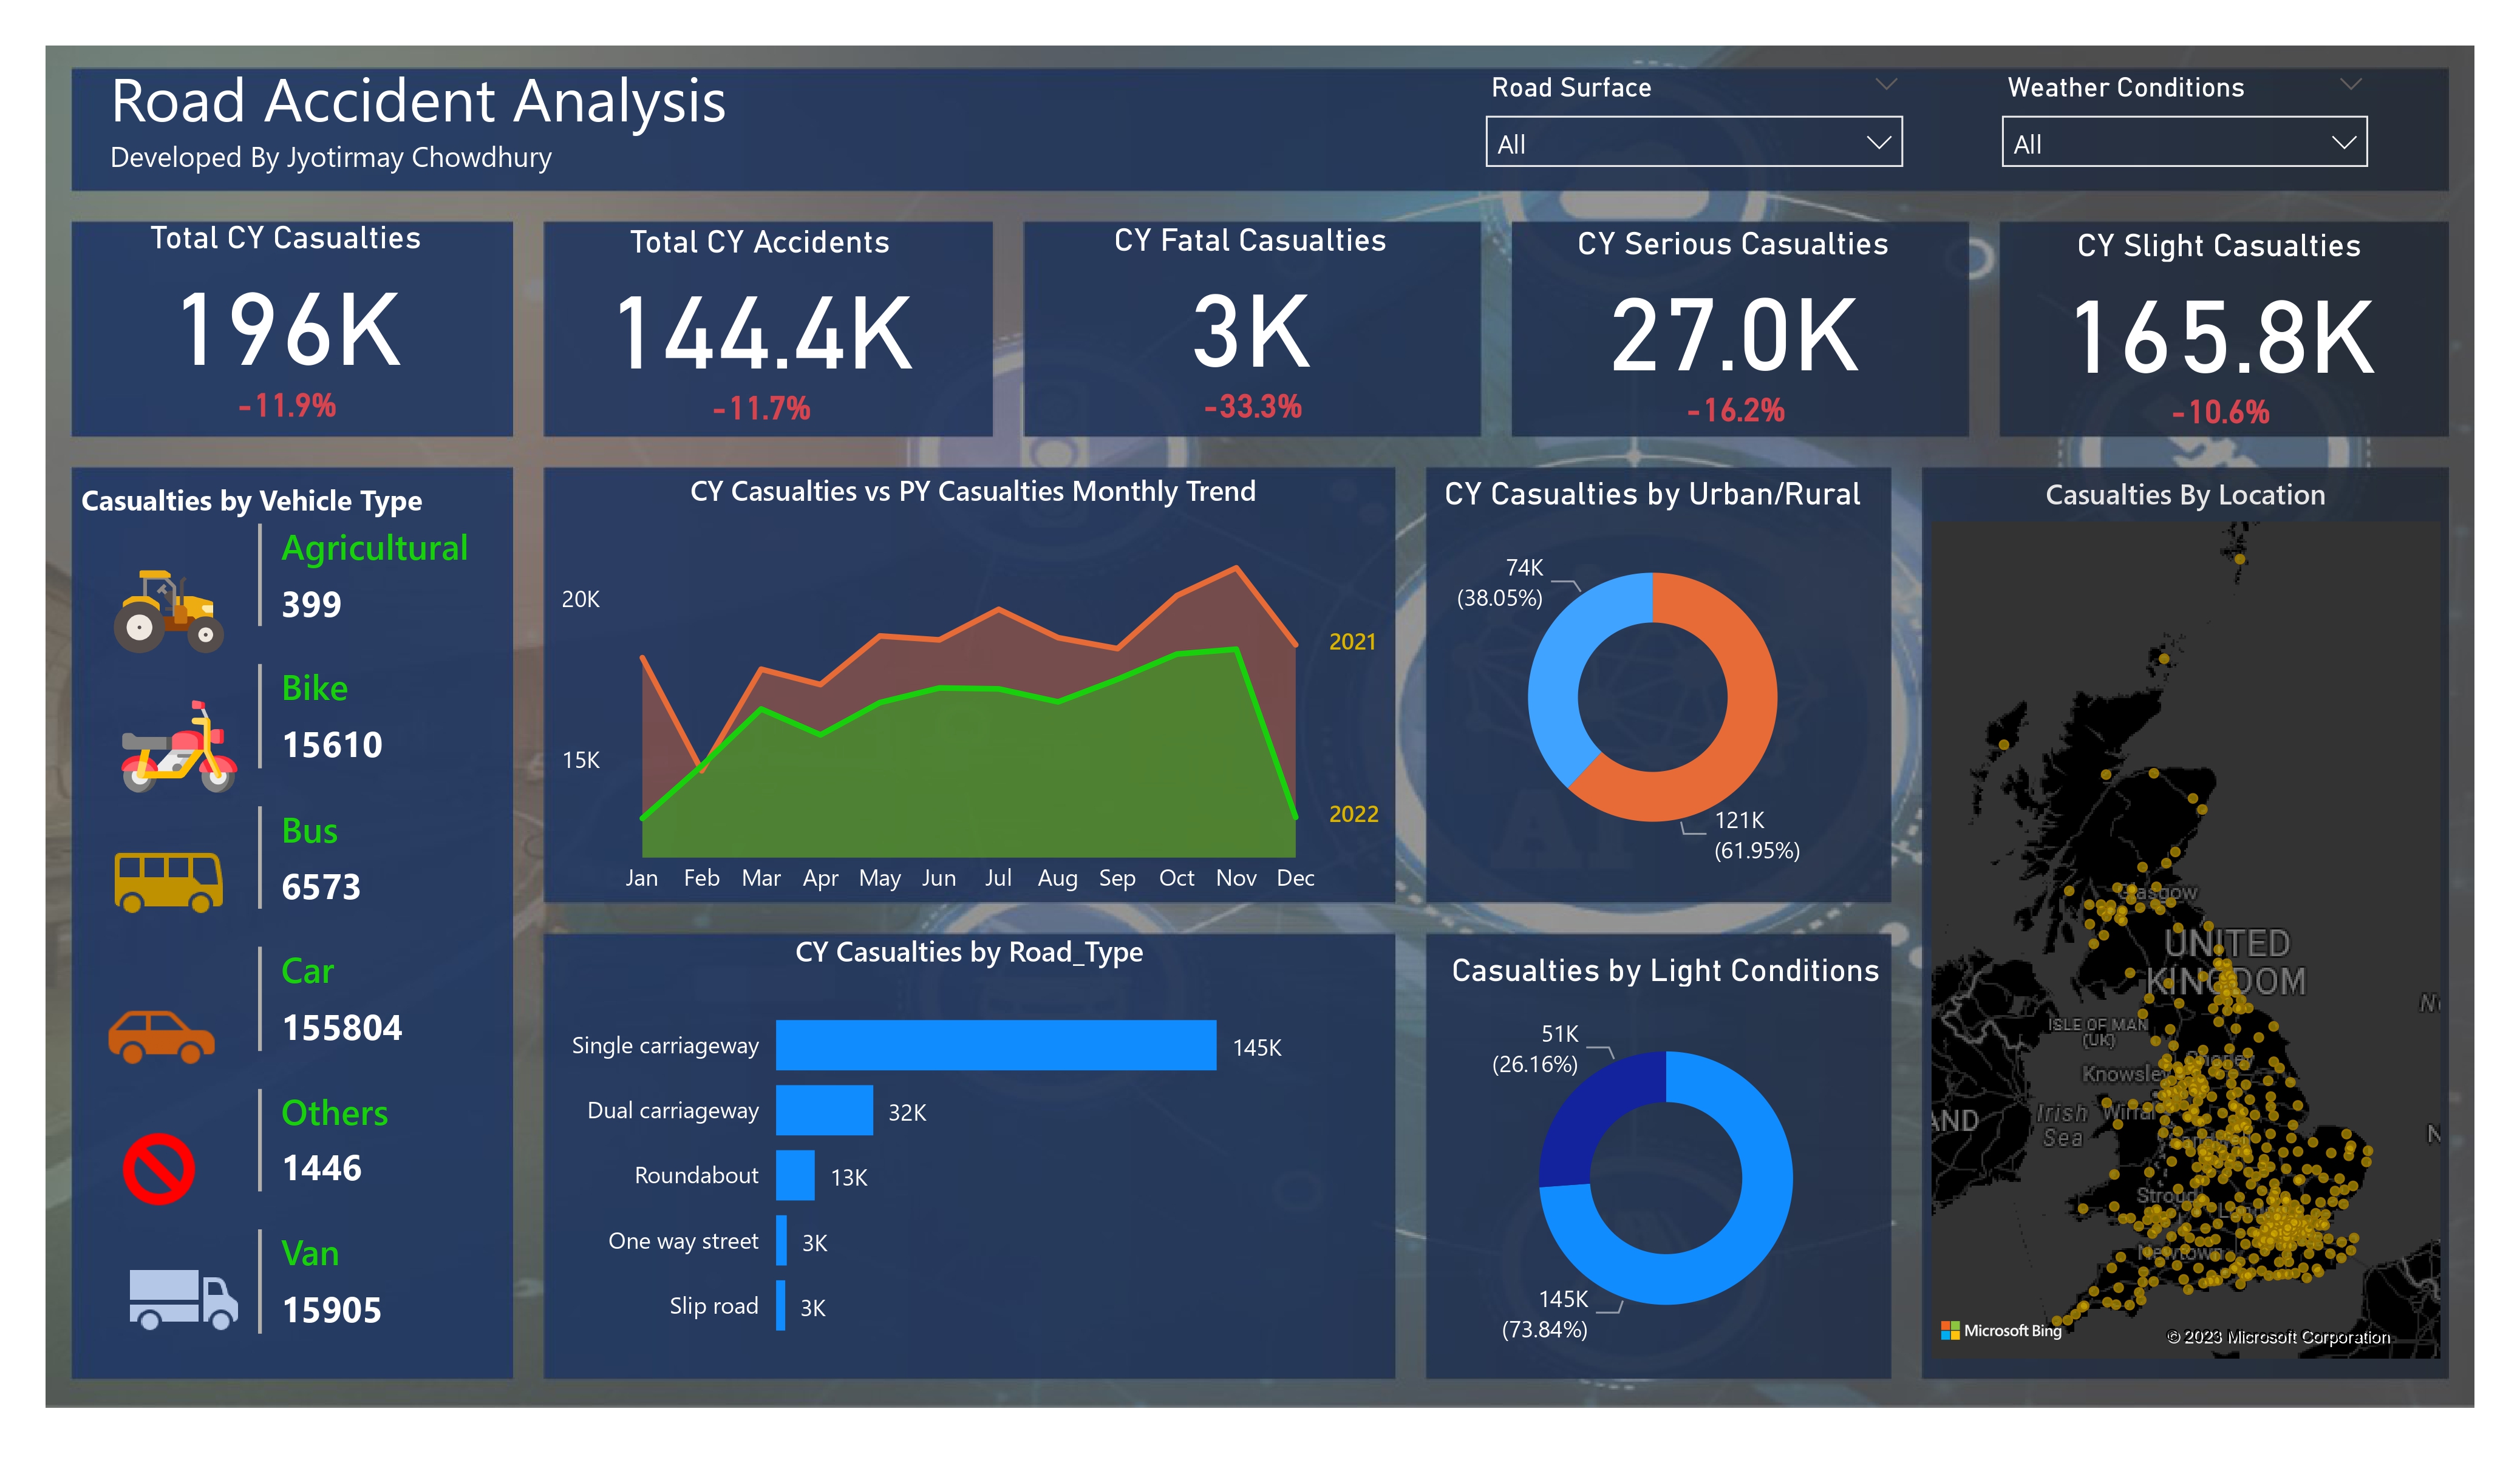 Road Accident Analysis
Developed By Jyotirmay Chowdhury
Road Surface
All
Weather Conditions
All
Total CY Casualties
196K
-11.9%
Total CY Accidents
144.4K
-11.7%
CY Fatal Casualties
3K
-33.3%
CY Serious Casualties
27.0K
-16.2%
CY Slight Casualties
165.8K
-10.6%
Casualties by Vehicle Type
Agricultural
399
Bike
15610
Bus
6573
Car
155804
Others
1446
Van
15905
CY Casualties vs PY Casualties Monthly Trend
20K
15K
2021
2022
Jan Feb Mar Apr May Jun Jul Aug Sep Oct Nov Dec
CY Casualties by Urban/Rural
74K
(38.05%)
121K
(61.95%)
CY Casualties by Road_Type
Single carriageway 145K
Dual carriageway 32K
Roundabout 13K
One way street 3K
Slip road 3K
Casualties by Light Conditions
51K
(26.16%)
145K
(73.84%)
Casualties By Location
Glasgow
UNITED
KINGDOM
ISLE OF MAN
(UK)
Irish
Sea
Wirral
Stroud
Newtown
Microsoft Bing
© 2023 Microsoft Corporation